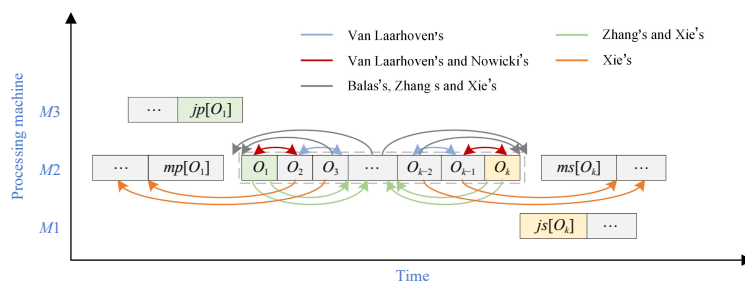 Van Laarhoven's
Zhang's and Xie's
Van Laarhoven's and Nowicki's
Xie's
Balas's, Zhang s and Xie's
Processing machine
M3
... jp[O1]
M2
... mp[O1] O1 O2 O3 ... Ok−2 Ok−1 Ok ms[Ok] ...
M1
js[Ok] ...
Time